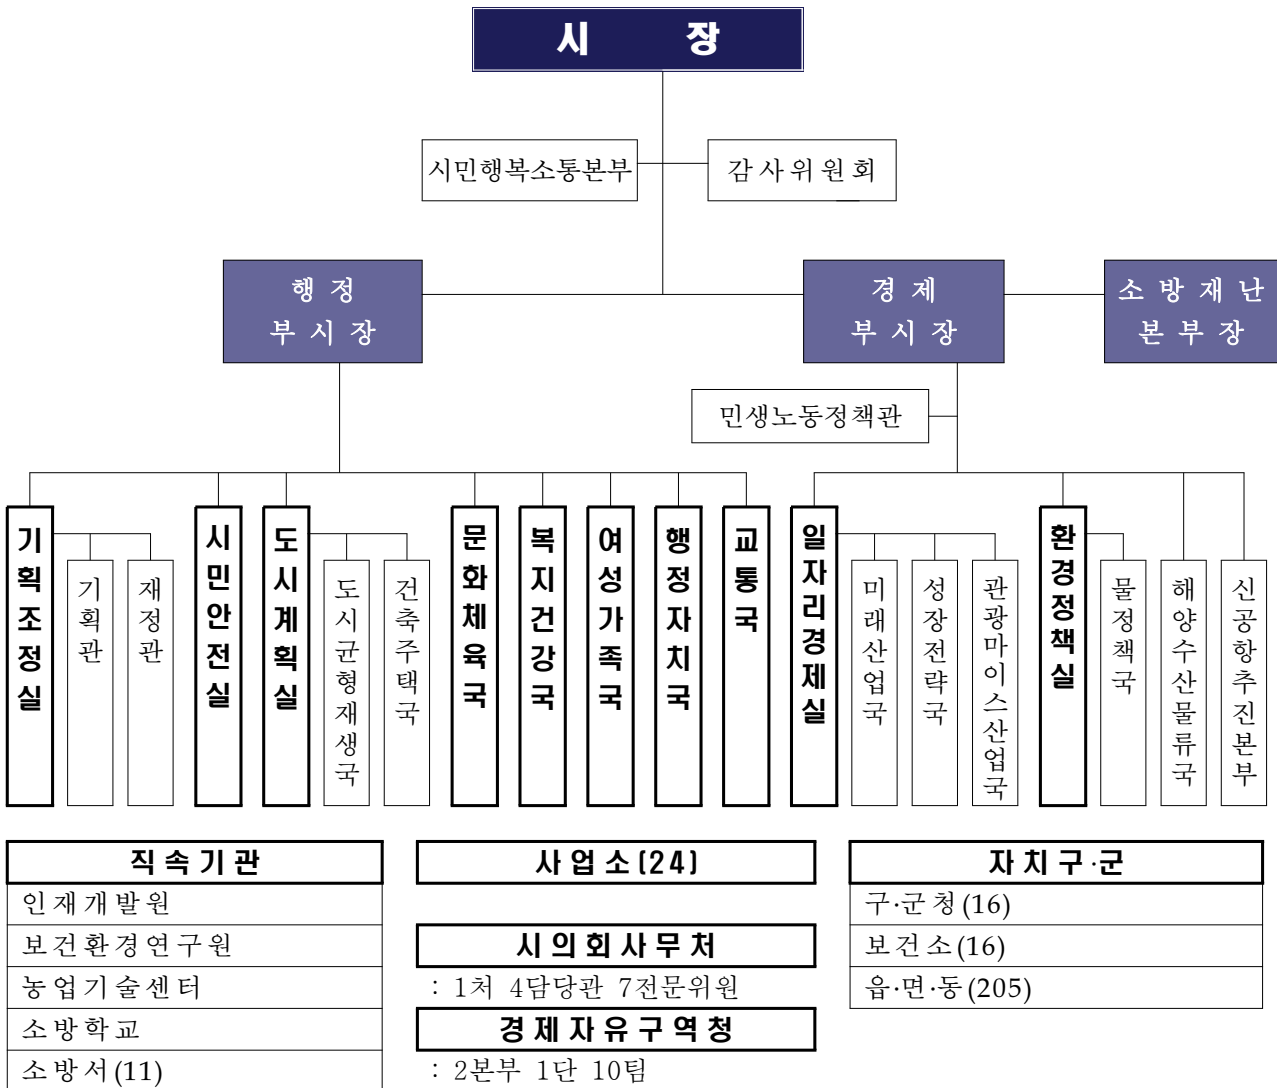 시 장
시민행복소통본부
감사위원회
행정
부시장
경제
부시장
소방재난
본부장
민생노동정책관
기획조정실
기획관
재정관
시민안전실
도시계획실
도시균형재생국
건축주택국
문화체육국
복지건강국
여성가족국
행정자치국
교통국
일자리경제실
미래산업국
성장전략국
관광마이스산업국
환경정책실
물정책국
해양수산물류국
신공항추진본부
직속기관
인재개발원
보건환경연구원
농업기술센터
소방학교
소방서(11)
사업소(24)
시의회사무처
: 1처 4담당관 7전문위원
경제자유구역청
: 2본부 1단 10팀
자치구·군
구·군청(16)
보건소(16)
읍·면·동(205)